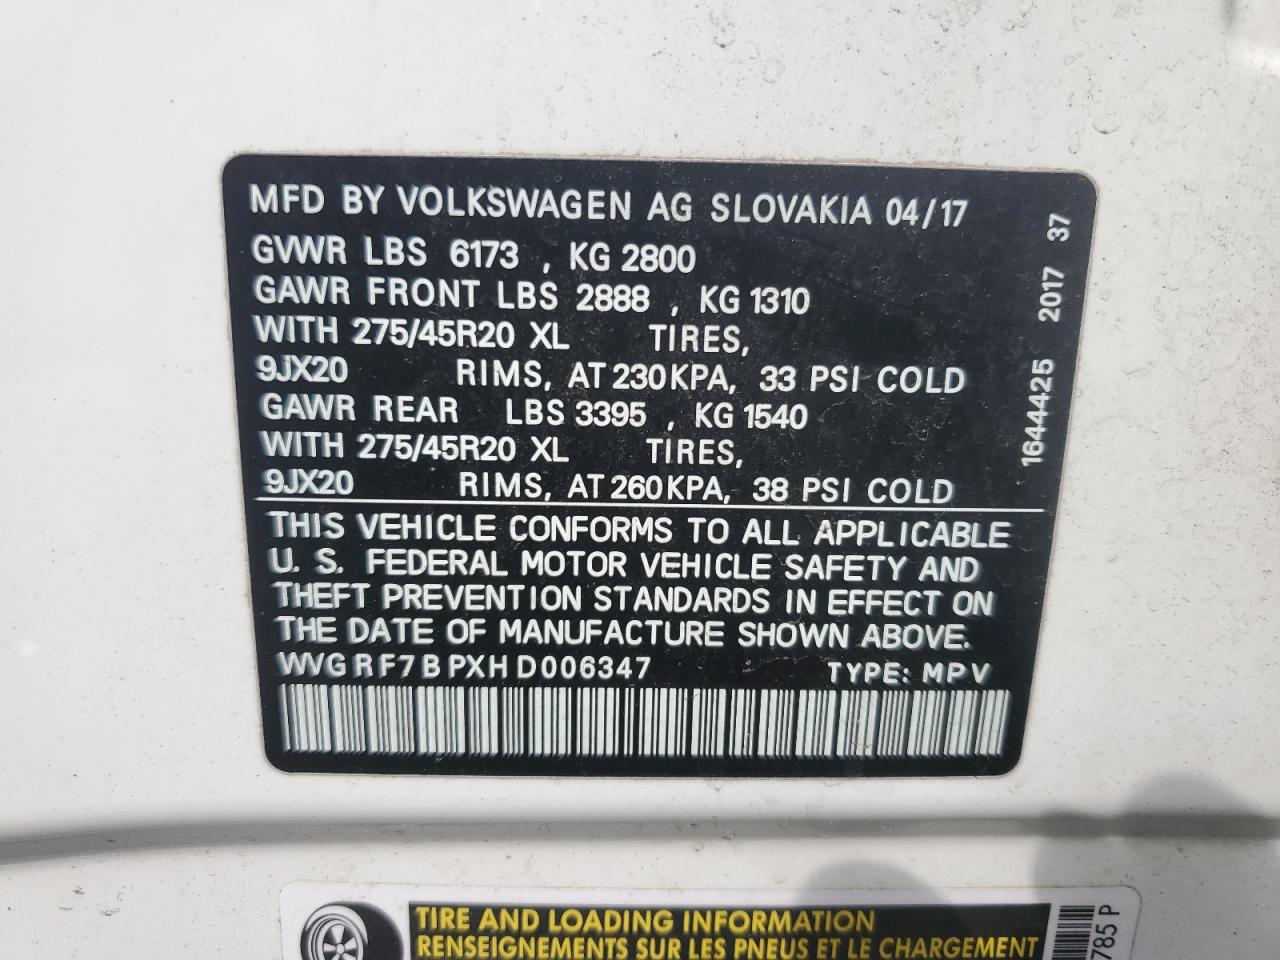 MFD BY VOLKSWAGEN AG SLOVAKIA 04/17
GVWR LBS 6173 , KG 2800
GAWR FRONT LBS 2888 , KG 1310
WITH 275/45R20 XL TIRES,
9JX20 RIMS, AT 230 KPA, 33 PSI COLD
GAWR REAR LBS 3395 , KG 1540
WITH 275/45R20 XL TIRES,
9JX20 RIMS, AT 260 KPA, 38 PSI COLD
THIS VEHICLE CONFORMS TO ALL APPLICABLE
U. S. FEDERAL MOTOR VEHICLE SAFETY AND
THEFT PREVENTION STANDARDS IN EFFECT ON
THE DATE OF MANUFACTURE SHOWN ABOVE.
WVGRF7BPXHD006347 TYPE: MPV
1644425 2017 37
TIRE AND LOADING INFORMATION
RENSEIGNEMENTS SUR LES PNEUS ET LE CHARGEMENT
785 P